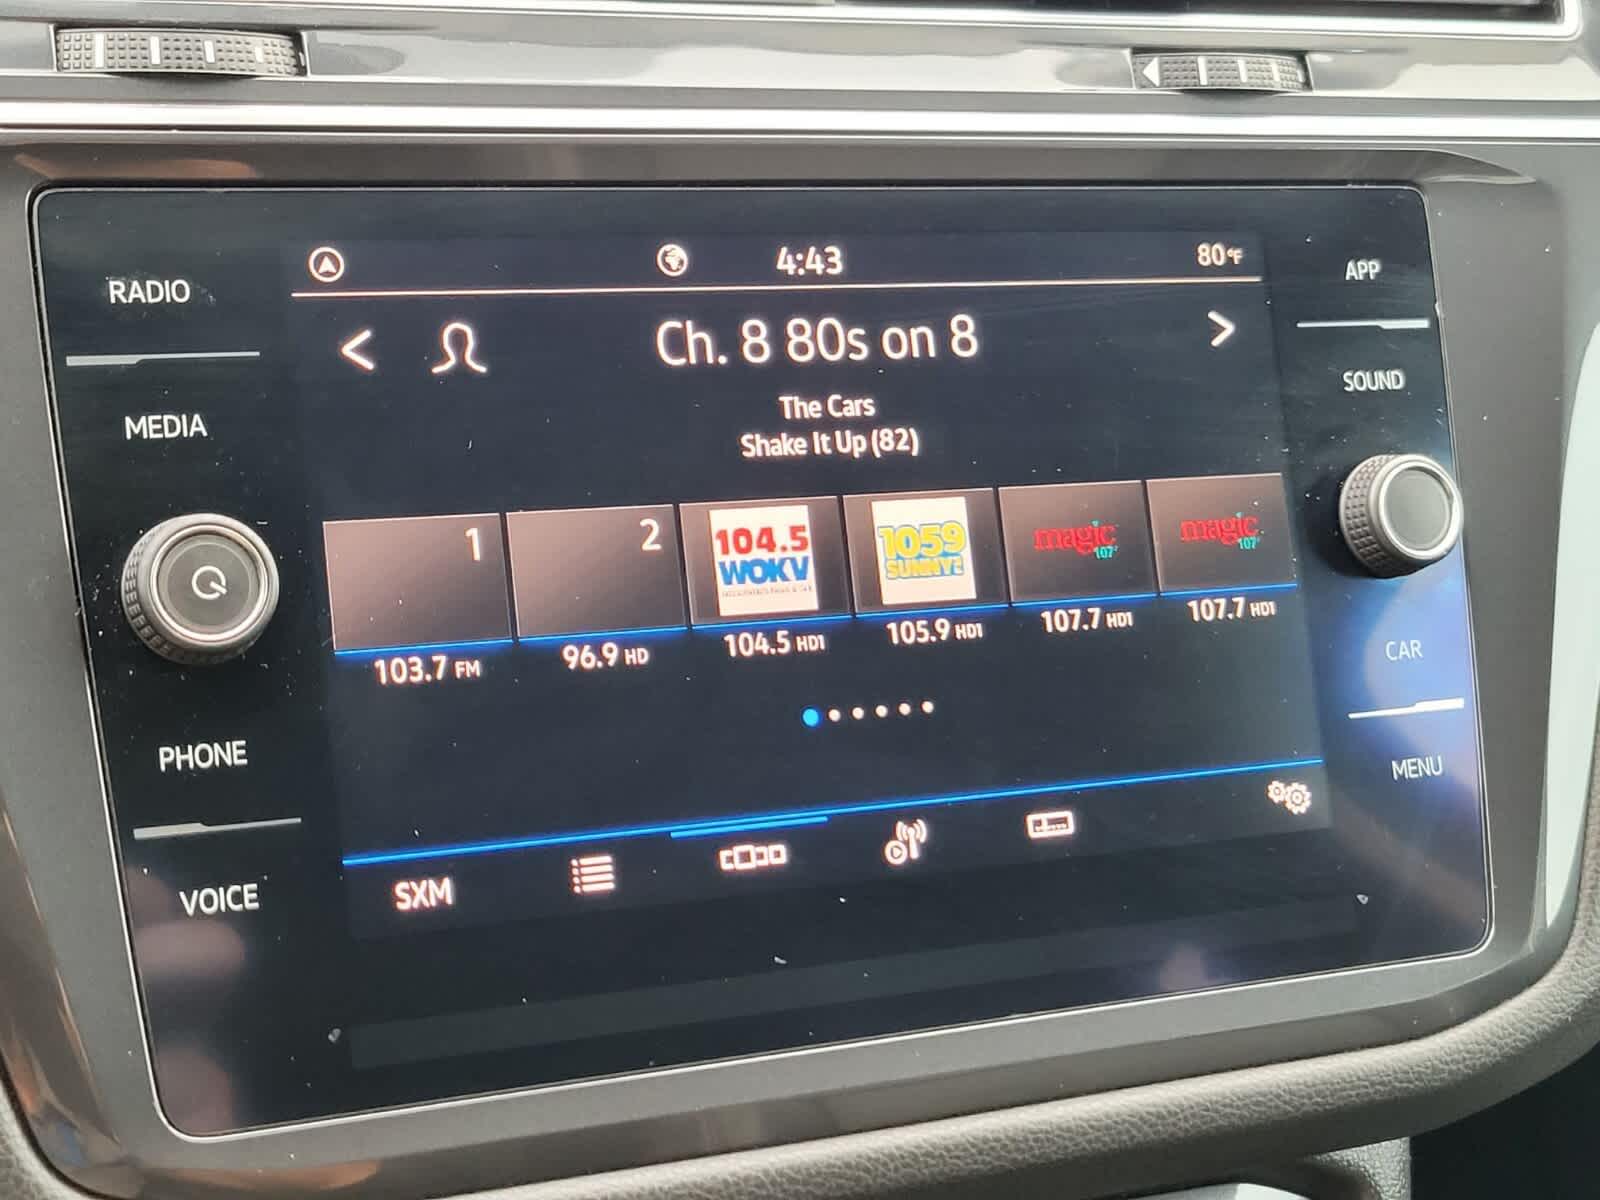 RADIO
MEDIA
PHONE
VOICE
4:43
80°F
Ch. 8 80s on 8
The Cars
Shake It Up (82)
1
2
104.5
WOKV
1059
SUNNY
magic
107
magic
107
103.7 FM
96.9 HD
104.5 HD1
105.9 HD1
107.7 HD1
107.7 HD1
SXM
APP
SOUND
CAR
MENU